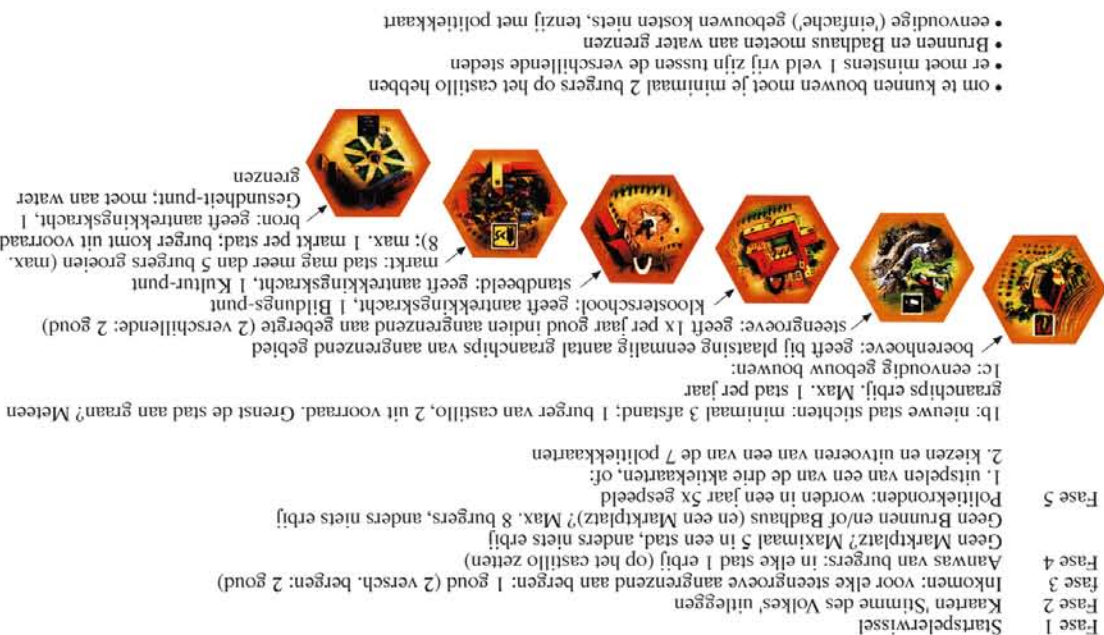 Fase 1 Startspelerwissel
Fase 2 Kaarten 'Stimme des Volkes' uitleggen
fase 3 Inkomen: voor elke steengroeve aangrenzend aan bergen: 1 goud (2 versch. bergen: 2 goud)
Fase 4 Aanwas van burgers: in elke stad 1 erbij (op het castillo zetten)
Geen Marktplatz? Maximaal 5 in een stad, anders niets erbij
Geen Brunnen en/of Badhaus (en een Marktplatz)? Max. 8 burgers, anders niets erbij
Fase 5 Politiekronden: worden in een jaar 5x gespeeld
1. uitspelen van een van de drie aktiekaarten, of:
2. kiezen en uitvoeren van een van de 7 politiekkaarten
1b: nieuwe stad stichten: minimaal 3 afstand; 1 burger van castillo, 2 uit voorraad. Grenst de stad aan graan? Meteen
graanchips erbij. Max. 1 stad per jaar
1c: eenvoudig gebouw bouwen:
boerenhoeve: geeft bij plaatsing eenmalig aantal graanchips van aangrenzend gebied
steengroeve: geeft 1x per jaar goud indien aangrenzend aan gebergte (2 verschillende: 2 goud)
kloosterschool: geeft aantrekkingskracht, 1 Bildungs-punt
standbeeld: geeft aantrekkingskracht, 1 Kultur-punt
markt: stad mag meer dan 5 burgers groeien (max.
8); max. 1 markt per stad; burger komt uit voorraad
bron: geeft aantrekkingskracht, 1
Gesundheit-punt; moet aan water
grenzen
• om te kunnen bouwen moet je minimaal 2 burgers op het castillo hebben
• er moet minstens 1 veld vrij zijn tussen de verschillende steden
• Brunnen en Badhaus moeten aan water grenzen
• eenvoudige ('einfache') gebouwen kosten niets, tenzij met politiekkaart